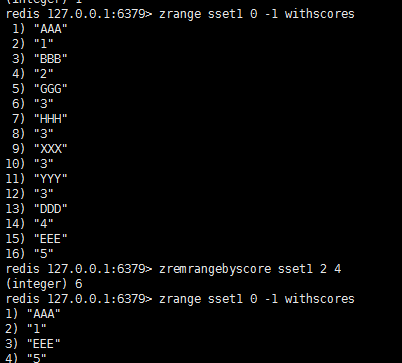 (integer) 1
redis 127.0.0.1:6379> zrange sset1 0 -1 withscores
1) "AAA"
2) "1"
3) "BBB"
4) "2"
5) "GGG"
6) "3"
7) "HHH"
8) "3"
9) "XXX"
10) "3"
11) "YYY"
12) "3"
13) "DDD"
14) "4"
15) "EEE"
16) "5"
redis 127.0.0.1:6379> zremrangebyscore sset1 2 4
(integer) 6
redis 127.0.0.1:6379> zrange sset1 0 -1 withscores
1) "AAA"
2) "1"
3) "EEE"
4) "5"